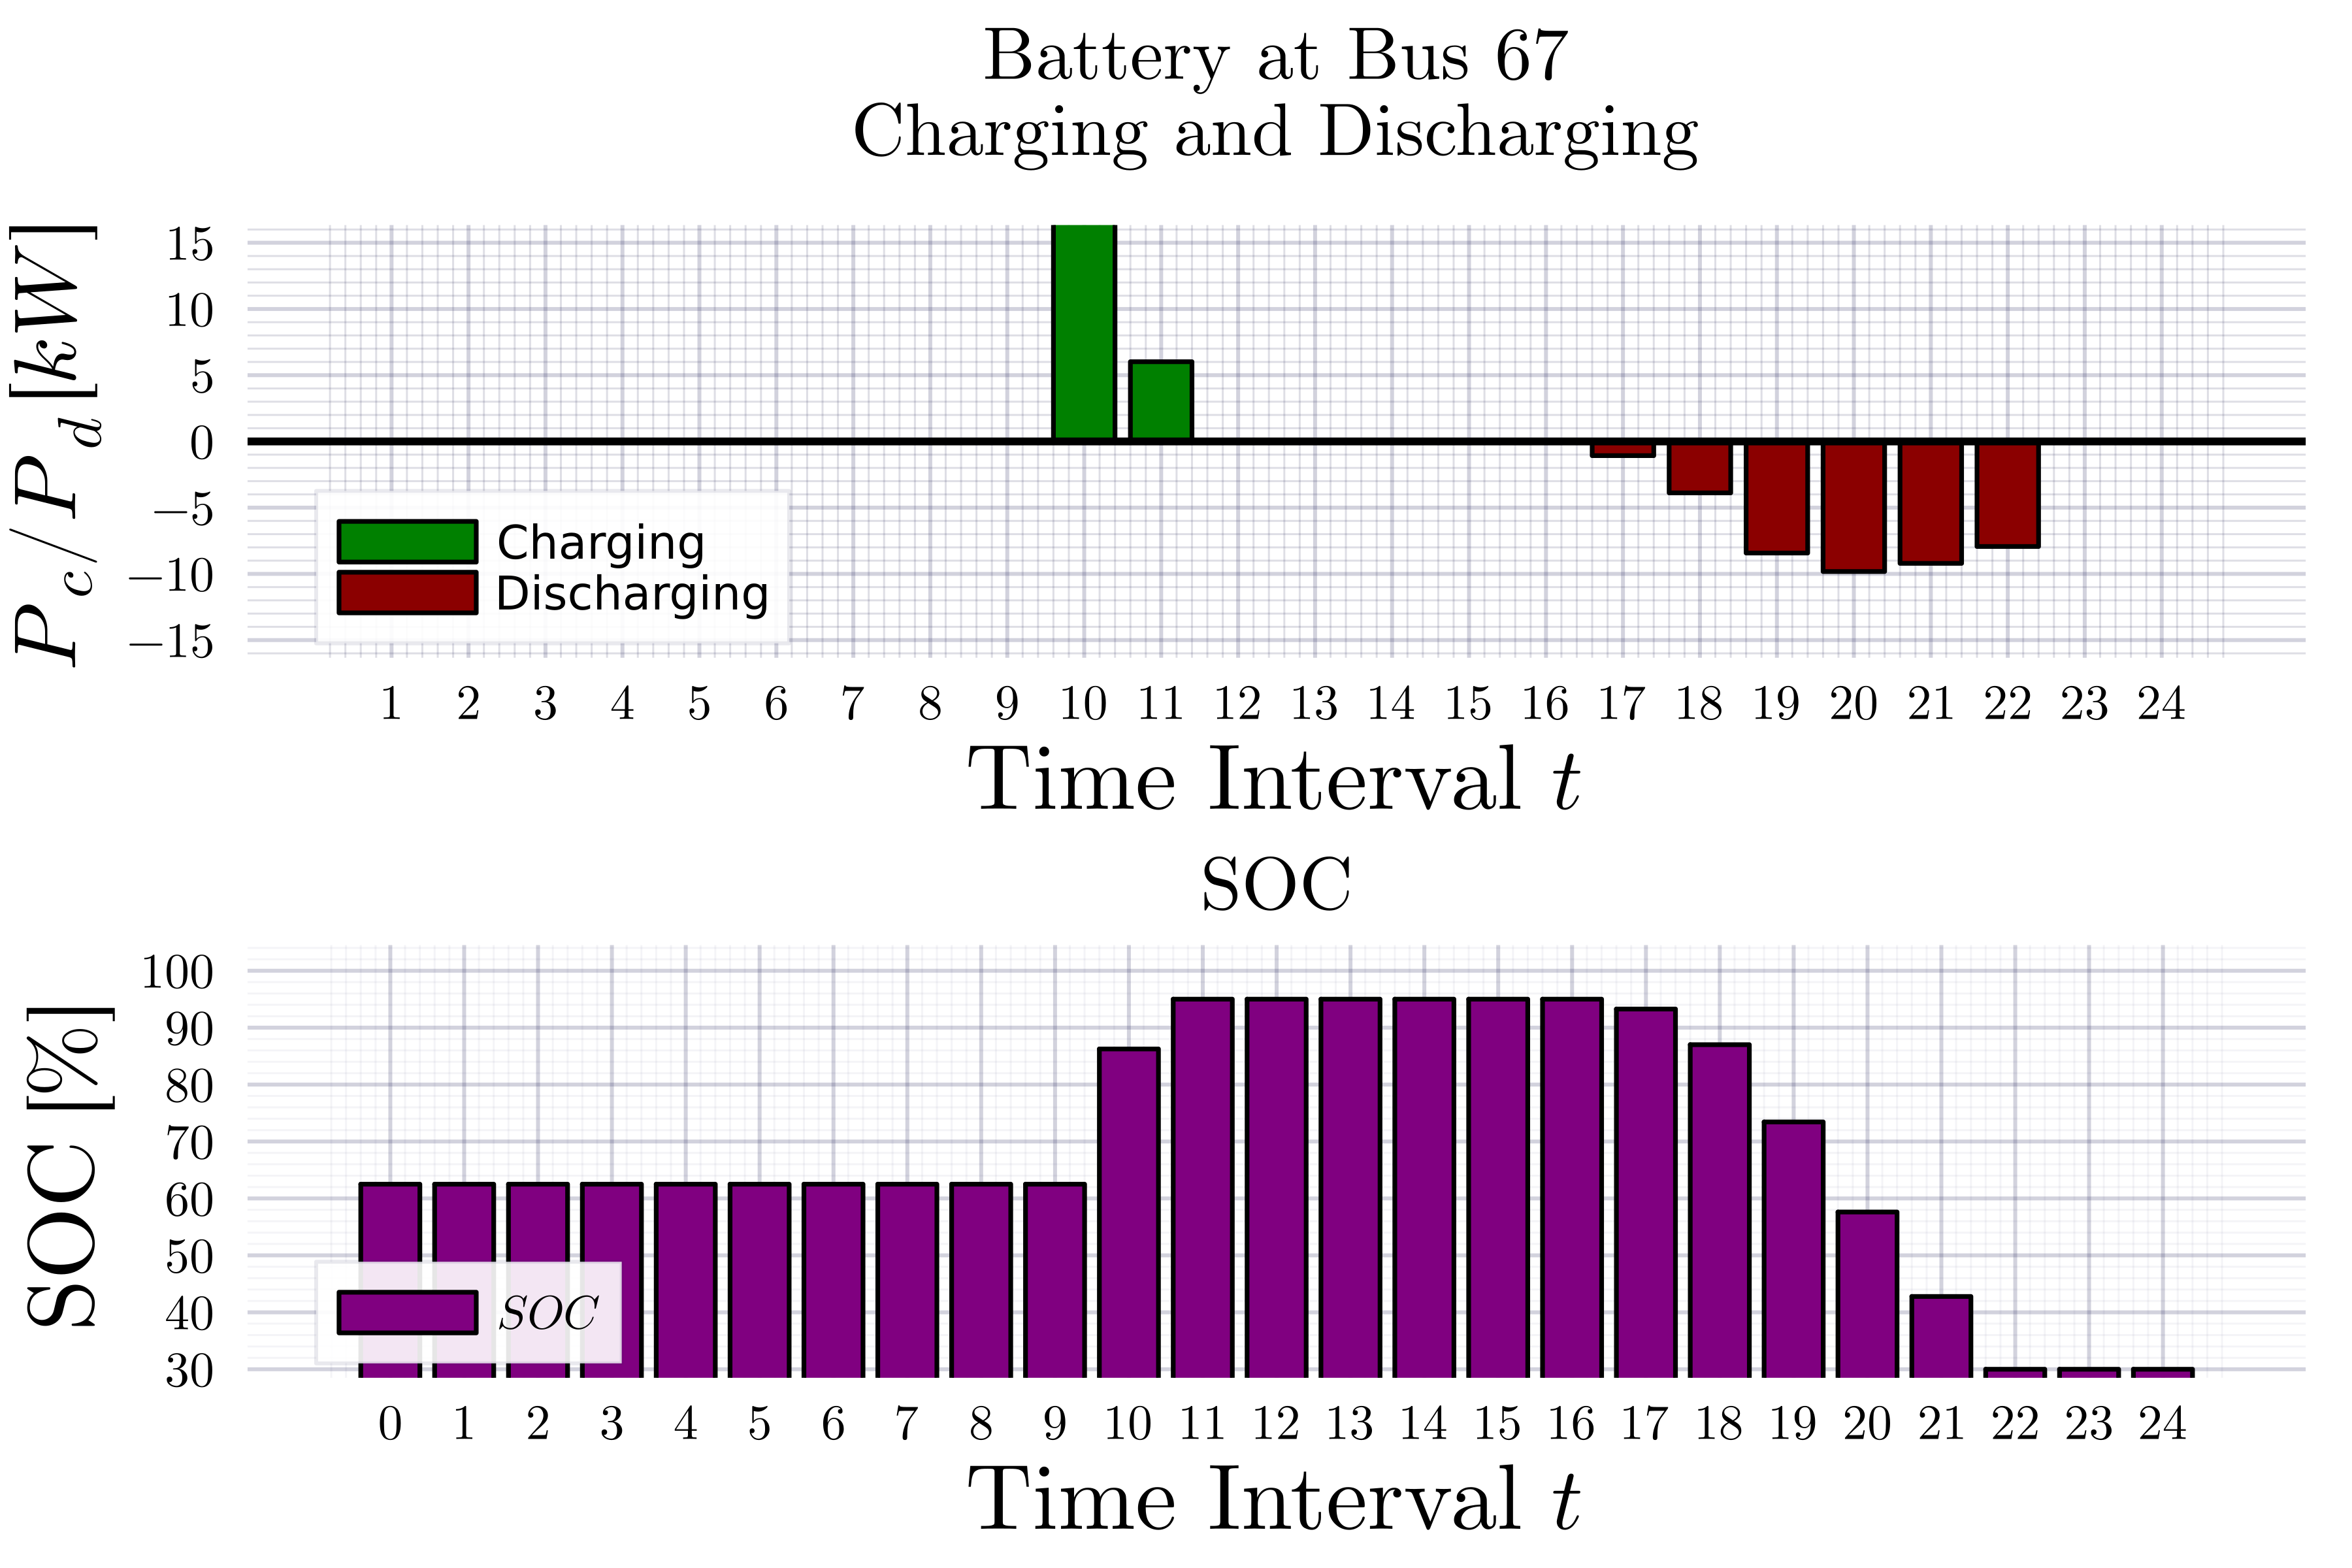 Battery at Bus 67
Charging and Discharging
P_c/P_d [kW]
15
10
5
0
−5
−10
−15
Charging
Discharging
1 2 3 4 5 6 7 8 9 10 11 12 13 14 15 16 17 18 19 20 21 22 23 24
Time Interval t
SOC
SOC [%]
100
90
80
70
60
50
40
30
SOC
0 1 2 3 4 5 6 7 8 9 10 11 12 13 14 15 16 17 18 19 20 21 22 23 24
Time Interval t